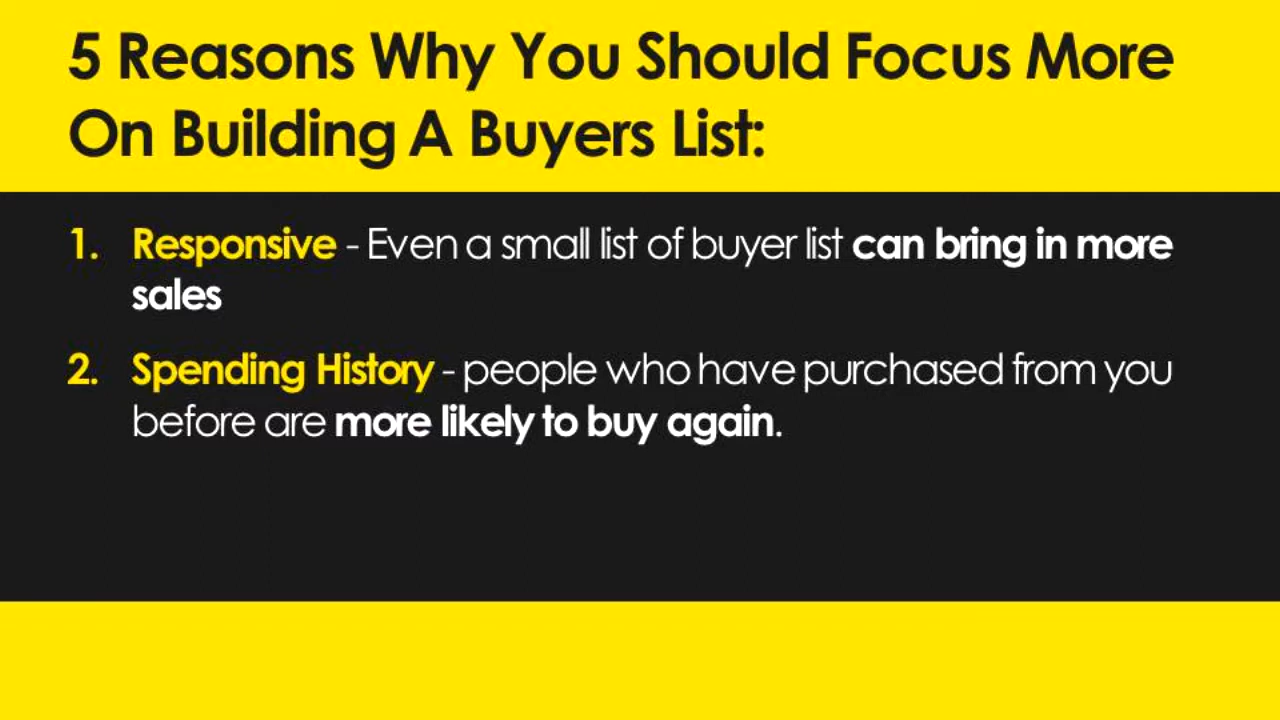 5 Reasons Why You Should Focus More
On Building A Buyers List:
1. Responsive - Even a small list of buyer list can bring in more
sales
2. Spending History - people who have purchased from you
before are more likely to buy again.